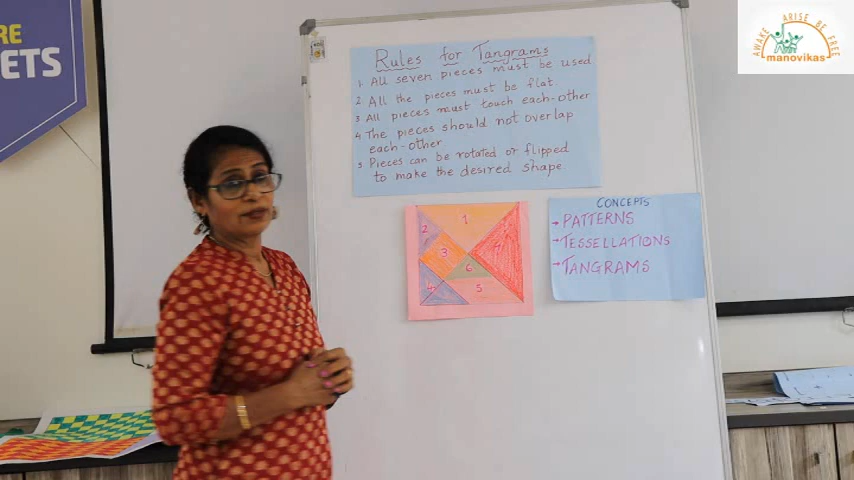 RE
ETS
AWAKE ARISE BE FREE
manovikas
Rules for Tangrams
1 All seven pieces must be used
2 All the pieces must be flat
3 All pieces must touch each-other
4 The pieces should not overlap
each-other
5 Pieces can be rotated or flipped
to make the desired shape
1
2
3
7
6
4
5
CONCEPTS
→ PATTERNS
→ TESSELLATIONS
→ TANGRAMS